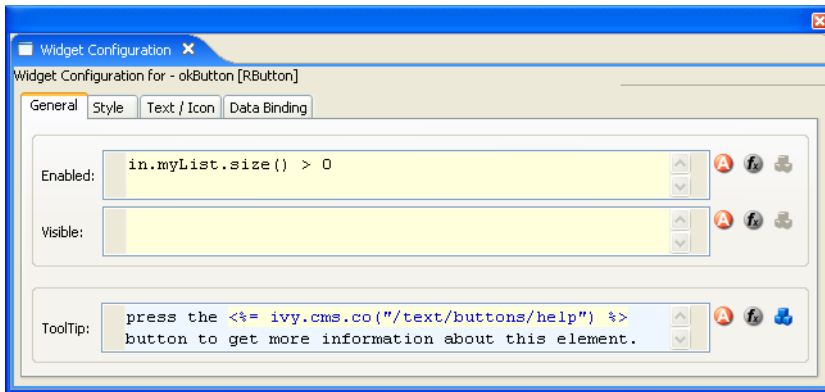 Widget Configuration
Widget Configuration for - okButton [RButton]
General Style Text / Icon Data Binding
Enabled: in.myList.size() > 0
Visible:
ToolTip: press the <%= ivy.cms.co("/text/buttons/help") %>
button to get more information about this element.